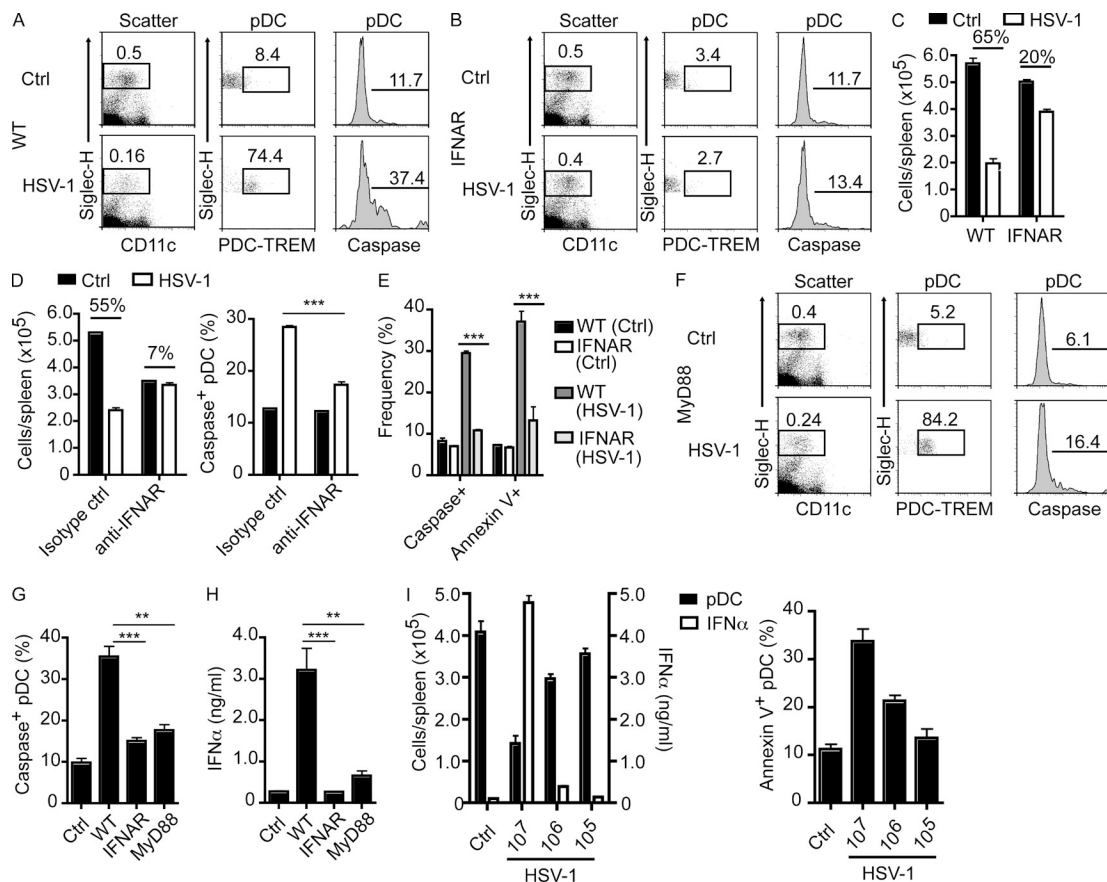 A
Scatter
pDC
pDC
WT
Ctrl
0.5
8.4
11.7
HSV-1
0.16
74.4
37.4
Siglec-H
Siglec-H
CD11c
PDC-TREM
Caspase
B
Scatter
pDC
pDC
IFNAR
Ctrl
0.5
3.4
11.7
HSV-1
0.4
2.7
13.4
Siglec-H
Siglec-H
CD11c
PDC-TREM
Caspase
C
Ctrl
HSV-1
65%
20%
Cells/spleen (x10⁵)
6.0
5.0
4.0
3.0
2.0
1.0
0
WT
IFNAR
D
Ctrl
HSV-1
55%
7%
Cells/spleen (x10⁵)
6.0
5.0
4.0
3.0
2.0
1.0
0
Isotype ctrl
anti-IFNAR
***
Caspase⁺ pDC (%)
30
20
10
0
Isotype ctrl
anti-IFNAR
E
***
***
Frequency (%)
40
30
20
10
0
Caspase+
Annexin V+
WT (Ctrl)
IFNAR
(Ctrl)
WT
(HSV-1)
IFNAR
(HSV-1)
F
Scatter
pDC
pDC
MyD88
Ctrl
0.4
5.2
6.1
HSV-1
0.24
84.2
16.4
Siglec-H
Siglec-H
CD11c
PDC-TREM
Caspase
G
**
***
Caspase⁺ pDC (%)
40
30
20
10
0
Ctrl
WT
IFNAR
MyD88
H
**
***
IFNα (ng/ml)
4.0
3.0
2.0
1.0
0
Ctrl
WT
IFNAR
MyD88
I
pDC
IFNα
Cells/spleen (x10⁵)
5.0
4.0
3.0
2.0
1.0
0
5.0
4.0
3.0
2.0
1.0
0
IFNα (ng/ml)
Ctrl
10⁷
10⁶
10⁵
HSV-1
Annexin V⁺ pDC (%)
40
30
20
10
0
Ctrl
10⁷
10⁶
10⁵
HSV-1